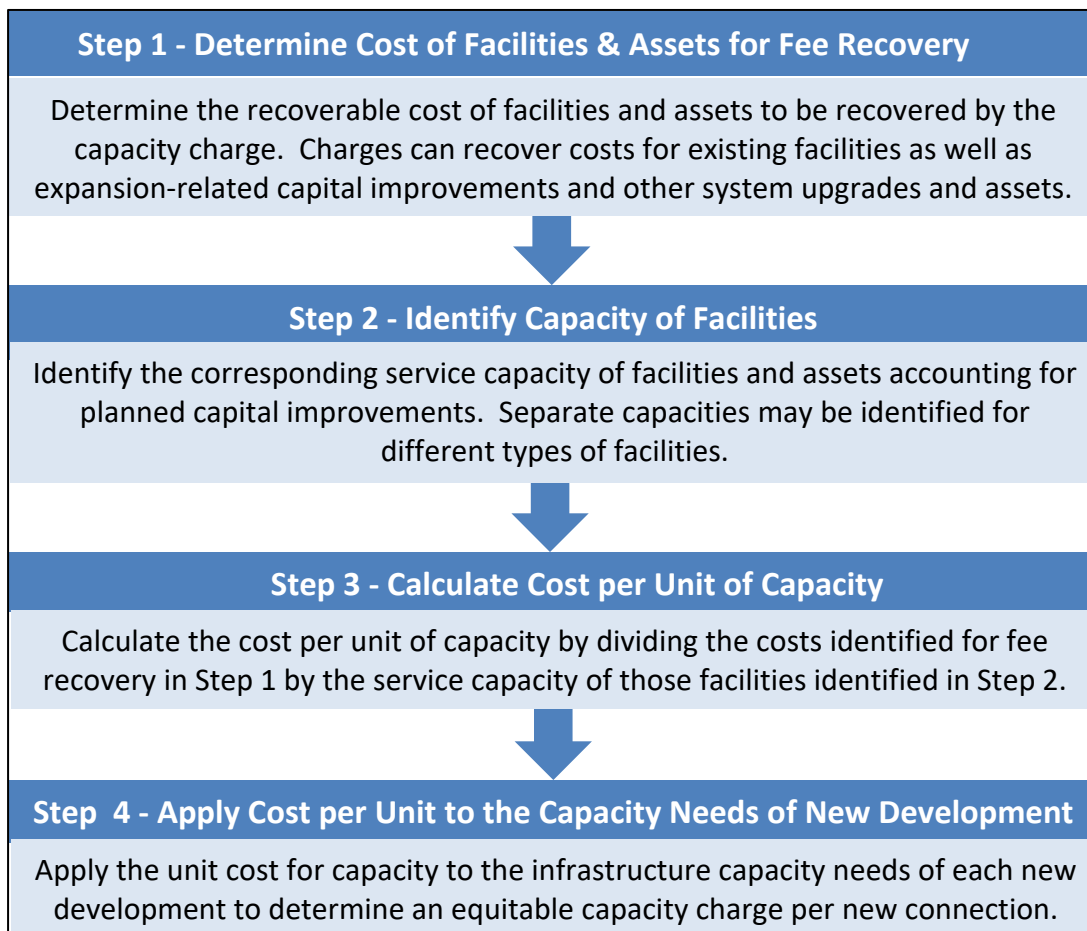 Step 1 - Determine Cost of Facilities & Assets for Fee Recovery
Determine the recoverable cost of facilities and assets to be recovered by the
capacity charge.  Charges can recover costs for existing facilities as well as
expansion-related capital improvements and other system upgrades and assets.
Step 2 - Identify Capacity of Facilities
Identify the corresponding service capacity of facilities and assets accounting for
planned capital improvements.  Separate capacities may be identified for
different types of facilities.
Step 3 - Calculate Cost per Unit of Capacity
Calculate the cost per unit of capacity by dividing the costs identified for fee
recovery in Step 1 by the service capacity of those facilities identified in Step 2.
Step  4 - Apply Cost per Unit to the Capacity Needs of New Development
Apply the unit cost for capacity to the infrastructure capacity needs of each new
development to determine an equitable capacity charge per new connection.